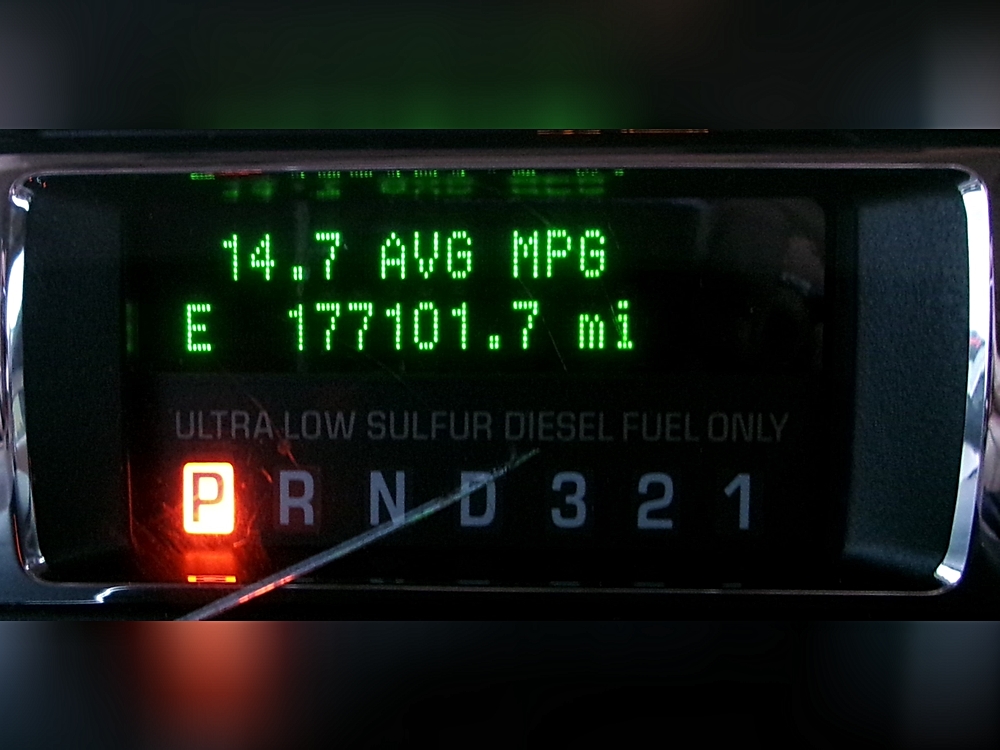 14.7 AVG MPG
E 177101.7 mi
ULTRA LOW SULFUR DIESEL FUEL ONLY
P R N D 3 2 1